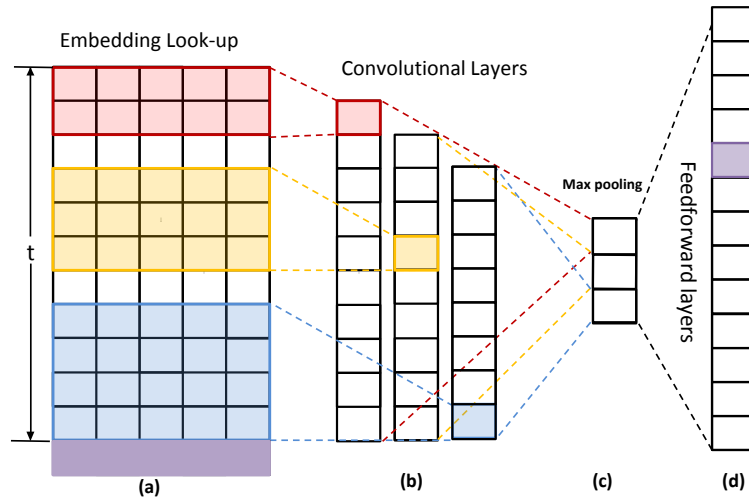 Embedding Look-up
Convolutional Layers
Max pooling
Feedforward layers
t
(a)
(b)
(c)
(d)